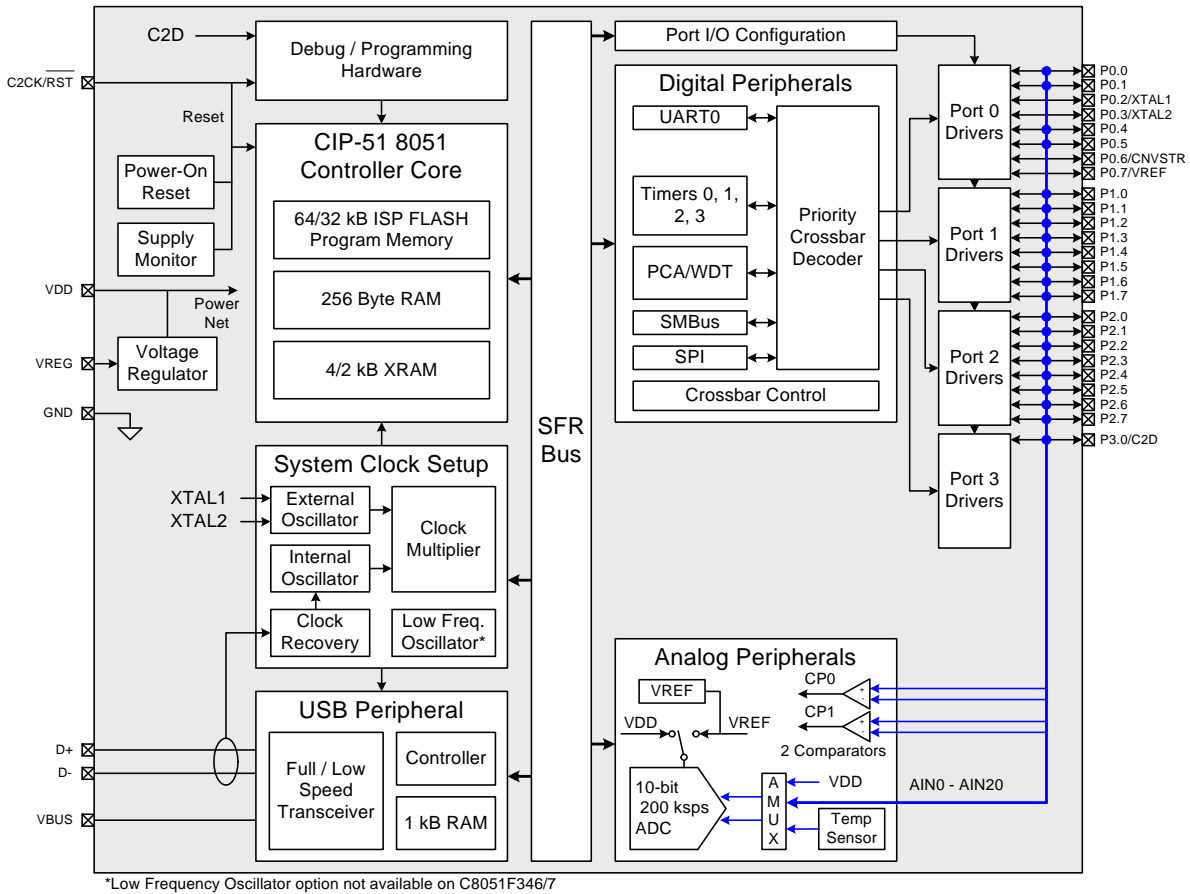 C2D
Debug / Programming
Hardware
C2CK/RST
Reset
Power-On
Reset
Supply
Monitor
VDD
Power
Net
VREG
Voltage
Regulator
GND
CIP-51 8051
Controller Core
64/32 kB ISP FLASH
Program Memory
256 Byte RAM
4/2 kB XRAM
System Clock Setup
XTAL1
XTAL2
External
Oscillator
Internal
Oscillator
Clock
Multiplier
Clock
Recovery
Low Freq.
Oscillator*
USB Peripheral
D+
D-
VBUS
Full / Low
Speed
Transceiver
Controller
1 kB RAM
SFR
Bus
Port I/O Configuration
Digital Peripherals
UART0
Timers 0, 1,
2, 3
PCA/WDT
SMBus
SPI
Priority
Crossbar
Decoder
Crossbar Control
Port 0
Drivers
Port 1
Drivers
Port 2
Drivers
Port 3
Drivers
P0.0
P0.1
P0.2/XTAL1
P0.3/XTAL2
P0.4
P0.5
P0.6/CNVSTR
P0.7/VREF
P1.0
P1.1
P1.2
P1.3
P1.4
P1.5
P1.6
P1.7
P2.0
P2.1
P2.2
P2.3
P2.4
P2.5
P2.6
P2.7
P3.0/C2D
Analog Peripherals
VREF
VDD
VREF
CP0
+
-
CP1
+
-
2 Comparators
10-bit
200 ksps
ADC
A
M
U
X
VDD
Temp
Sensor
AIN0 - AIN20
*Low Frequency Oscillator option not available on C8051F346/7